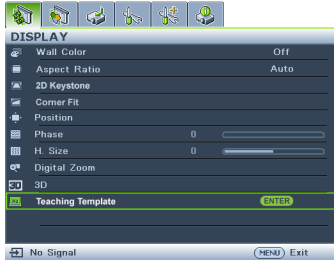 DISPLAY
Wall Color Off
Aspect Ratio Auto
2D Keystone
Corner Fit
Position
Phase 0
H. Size 0
Digital Zoom
3D 3D
Teaching Template ENTER
No Signal MENU Exit